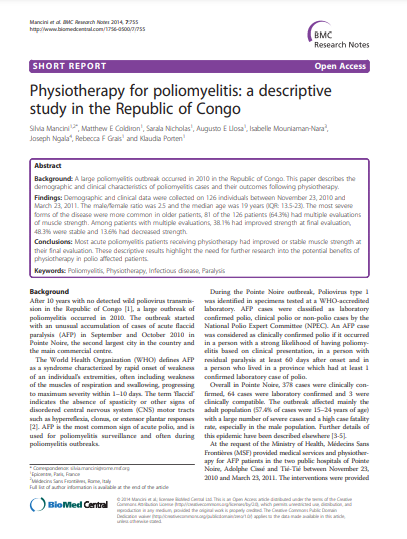 Mancini et al. BMC Research Notes 2014, 7:755
http://www.biomedcentral.com/1756-0500/7/755
BMC
Research Notes
SHORT REPORT
Open Access
Physiotherapy for poliomyelitis: a descriptive
study in the Republic of Congo
Silvia Mancini1,2*, Matthew E Coldiron1, Sarala Nicholas1, Augusto E Llosa1, Isabelle Mouniaman-Nara3,
Joseph Ngala4, Rebecca F Grais1 and Klaudia Porten1
Abstract
Background: A large poliomyelitis outbreak occurred in 2010 in the Republic of Congo. This paper describes the
demographic and clinical characteristics of poliomyelitis cases and their outcomes following physiotherapy.
Findings: Demographic and clinical data were collected on 126 individuals between November 23, 2010 and
March 23, 2011. The male/female ratio was 2.5 and the median age was 19 years (IQR: 13.5-23). The most severe
forms of the disease were more common in older patients, 81 of the 126 patients (64.3%) had multiple evaluations
of muscle strength. Among patients with multiple evaluations, 38.1% had improved strength at final evaluation,
48.3% were stable and 13.6% had decreased strength.
Conclusions: Most acute poliomyelitis patients receiving physiotherapy had improved or stable muscle strength at
their final evaluation. These descriptive results highlight the need for further research into the potential benefits of
physiotherapy in polio affected patients.
Keywords: Poliomyelitis, Physiotherapy, Infectious disease, Paralysis
Background
After 10 years with no detected wild poliovirus transmis-
sion in the Republic of Congo [1], a large outbreak of
poliomyelitis occurred in 2010. The outbreak started
with an unusual accumulation of cases of acute flaccid
paralysis (AFP) in September and October 2010 in
Pointe Noire, the second largest city in the country and
the main commercial centre.
The World Health Organization (WHO) defines AFP
as a syndrome characterized by rapid onset of weakness
of an individual's extremities, often including weakness
of the muscles of respiration and swallowing, progressing
to maximum severity within 1–10 days. The term 'flaccid'
indicates the absence of spasticity or other signs of
disordered central nervous system (CNS) motor tracts
such as hyperflexia, clonus, or extensor plantar responses
[2]. AFP is the most common sign of acute polio, and is
used for poliomyelitis surveillance and often during
poliomyelitis outbreaks.
During the Pointe Noire outbreak, Poliovirus type 1
was identified in specimens tested at a WHO-accredited
laboratory. AFP cases were classified as laboratory
confirmed polio, clinical polio or non-polio cases by the
National Polio Expert Committee (NPEC). An AFP case
was considered as clinically confirmed polio if it occurred
in a person with a strong likelihood of having poliomy-
elitis based on clinical presentation, in a person with
residual paralysis at least 60 days after onset and in
a person who lived in a province which had at least 1
confirmed laboratory case of polio.
Overall in Pointe Noire, 378 cases were clinically con-
firmed, 64 cases were laboratory confirmed and 3 were
clinically compatible. The outbreak affected mainly the
adult population (57.4% of cases were 15–24 years of age)
with a large number of severe cases and a high case fatality
rate, especially in the male population. Further details of
this epidemic have been described elsewhere [3-5].
At the request of the Ministry of Health, Médecins Sans
Frontières (MSF) provided medical services and physiother-
apy for AFP patients in the two public hospitals of Pointe
Noire, Adolphe Cissé and Tié-Tié between November 23,
2010 and March 23, 2011. The interventions were provided
* Correspondence: silvia.mancini@rome.msf.org
1Epicentre, Paris, France
2Médecins Sans Frontières, Rome, Italy
Full list of author information is available at the end of the article
BioMed Central
© 2014 Mancini et al.; licensee BioMed Central Ltd. This is an Open Access article distributed under the terms of the Creative
Commons Attribution License (http://creativecommons.org/licenses/by/4.0), which permits unrestricted use, distribution, and
reproduction in any medium, provided the original work is properly credited. The Creative Commons Public Domain
Dedication waiver (http://creativecommons.org/publicdomain/zero/1.0/) applies to the data made available in this article,
unless otherwise stated.